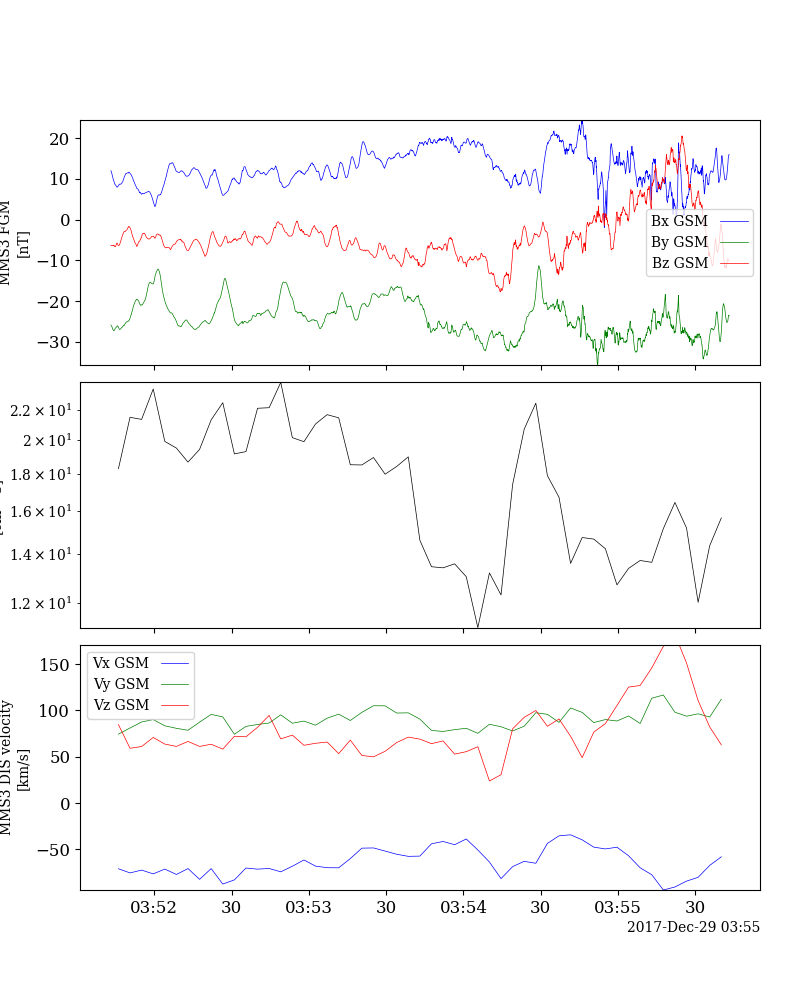 MMS3 FGM
[nT]
20
10
0
−10
−20
−30
Bx GSM
By GSM
Bz GSM
2.2 × 10¹
2 × 10¹
1.8 × 10¹
1.6 × 10¹
1.4 × 10¹
1.2 × 10¹
MMS3 DIS velocity
[km/s]
150
100
50
0
−50
Vx GSM
Vy GSM
Vz GSM
03:52 30 03:53 30 03:54 30 03:55 30
2017-Dec-29 03:55